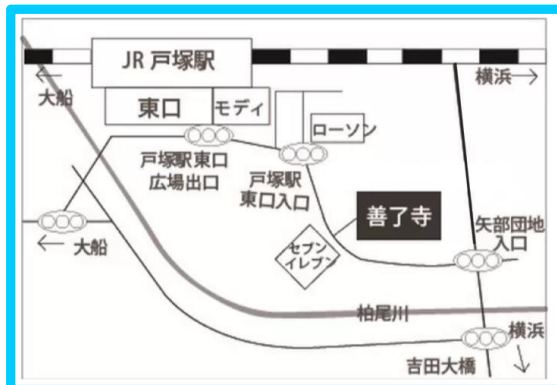 JR 戸塚駅
横浜
大船
東口
モディ
ローソン
戸塚駅東口
広場出口
戸塚駅
東口入口
善了寺
矢部団地
入口
大船
セブン
イレブン
柏尾川
横浜
吉田大橋